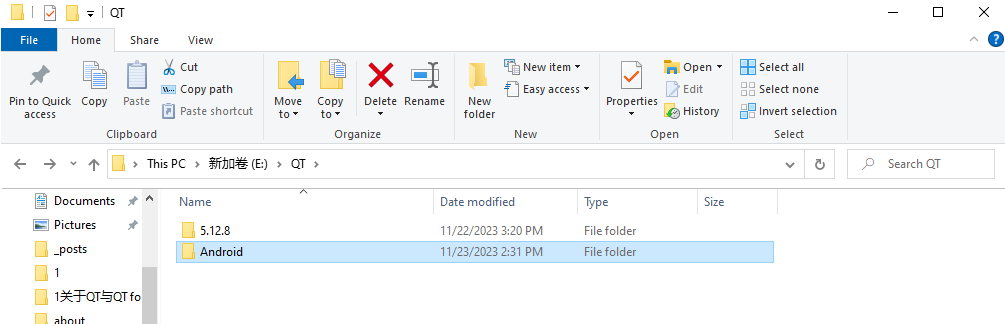 QT
File Home Share View
Pin to Quick access
Copy
Paste
Cut
Copy path
Paste shortcut
Clipboard
Move to
Copy to
Delete
Rename
Organize
New folder
New item
Easy access
New
Properties
Open
Edit
History
Open
Select all
Select none
Invert selection
Select
This PC 新加卷 (E:) QT
Search QT
Documents
Pictures
_posts
1
1关于QT与QT fo
about
Name Date modified Type Size
5.12.8 11/22/2023 3:20 PM File folder
Android 11/23/2023 2:31 PM File folder